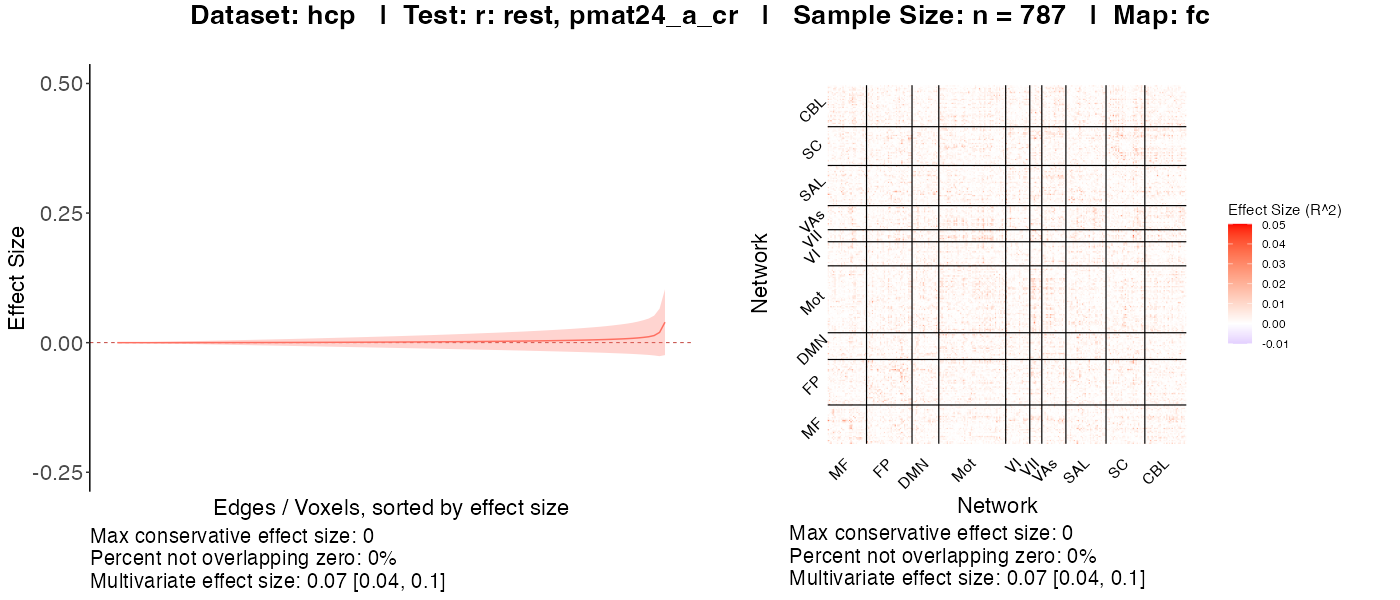 Dataset: hcp | Test: r: rest, pmat24_a_cr | Sample Size: n = 787 | Map: fc
Effect Size
0.50
0.25
0.00
-0.25
Edges / Voxels, sorted by effect size
Max conservative effect size: 0
Percent not overlapping zero: 0%
Multivariate effect size: 0.07 [0.04, 0.1]
Network
CBL
SC
SAL
VAs
VII
VI
Mot
DMN
FP
MF
MF
FP
DMN
Mot
VI
VII
VAs
SAL
SC
CBL
Network
Max conservative effect size: 0
Percent not overlapping zero: 0%
Multivariate effect size: 0.07 [0.04, 0.1]
Effect Size (R^2)
0.05
0.04
0.03
0.02
0.01
0.00
-0.01